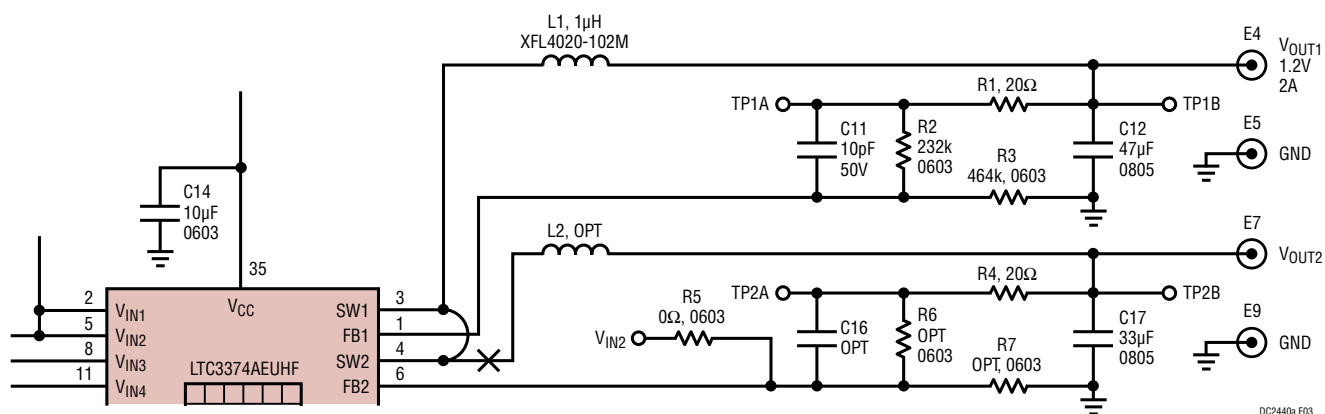 L1, 1µH
XFL4020-102M
E4
VOUT1
1.2V
2A
R1, 20Ω
TP1A
TP1B
C11
10pF
50V
R2
232k
0603
R3
464k, 0603
C12
47µF
0805
E5
GND
C14
10µF
0603
L2, OPT
E7
VOUT2
35
R4, 20Ω
TP2A
TP2B
2
VIN1
VCC
SW1
3
R5
0Ω, 0603
5
VIN2
FB1
1
VIN2
C16
OPT
R6
OPT
0603
R7
OPT, 0603
C17
33µF
0805
E9
GND
8
VIN3
SW2
4
11
VIN4
LTC3374AEUHF
FB2
6
DC2440a F03